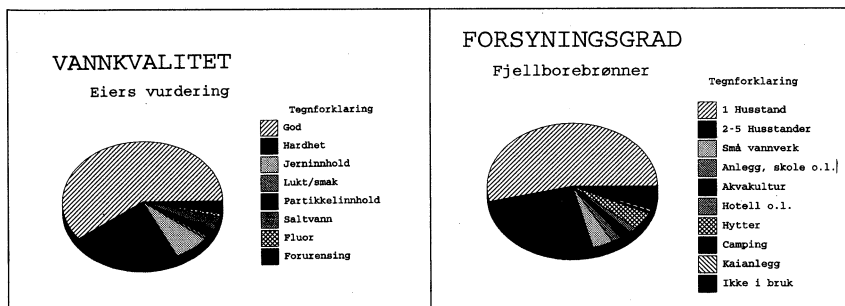 VANNKVALITET
Eiers vurdering
Tegnforklaring
God
Hardhet
Jerninnhold
Lukt/smak
Partikkelinnhold
Saltvann
Fluor
Forurensing
FORSYNINGSGRAD
Fjellborebrønner
Tegnforklaring
1 Husstand
2-5 Husstander
Små vannverk
Anlegg, skole o.l.
Akvakultur
Hotell o.l.
Hytter
Camping
Kaianlegg
Ikke i bruk